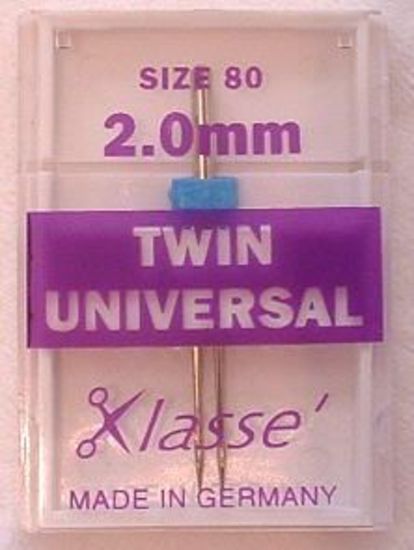 SIZE 80
2.0mm
TWIN
UNIVERSAL
Klasse'
MADE IN GERMANY